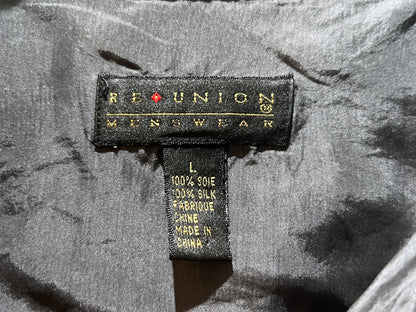 RE UNION
MENSWEAR
L
100% SOIE
100% SILK
FABRIQUE
CHINE
MADE IN
CHINA